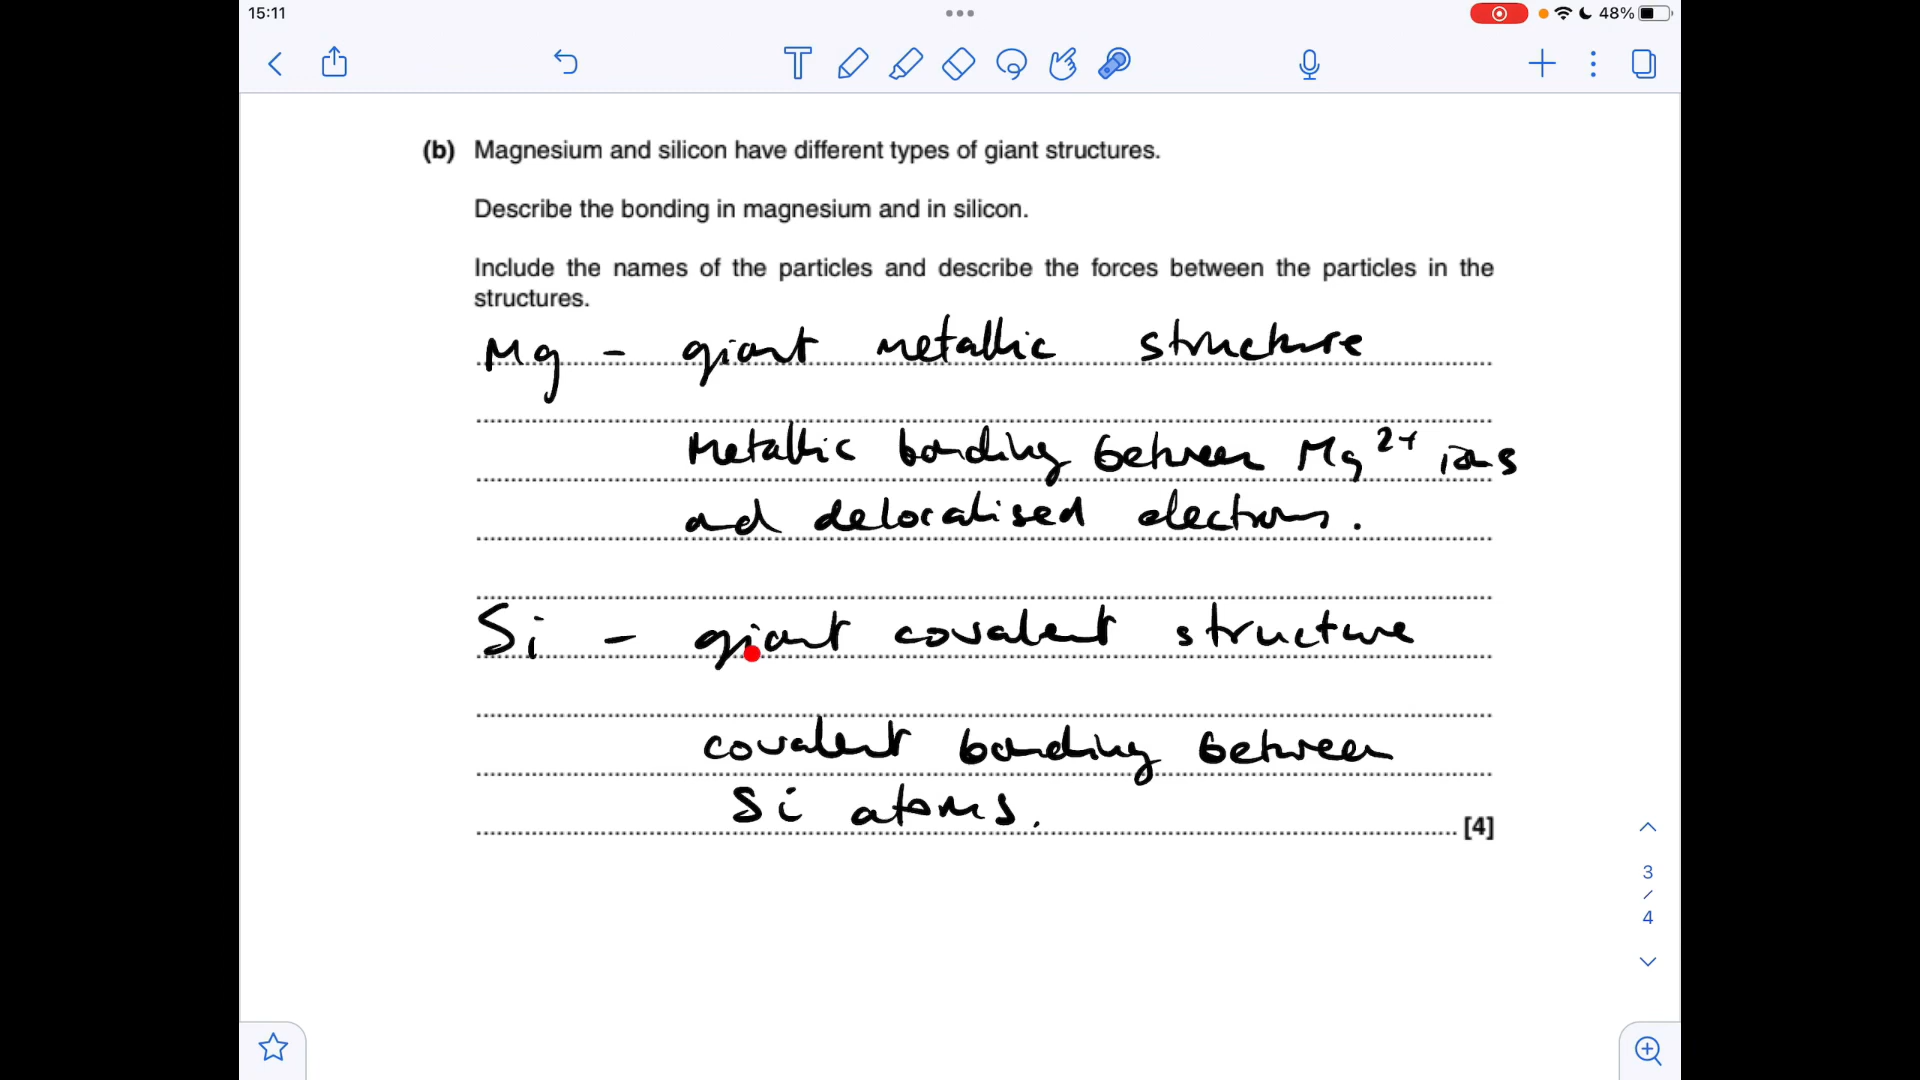 15:11
48%
(b) Magnesium and silicon have different types of giant structures.
Describe the bonding in magnesium and in silicon.
Include the names of the particles and describe the forces between the particles in the
structures.
Mg – giant metallic structure
Metallic bonding between Mg²⁺ ions
and delocalised electrons.
Si – giant covalent structure
covalent bonding between
Si atoms.
[4]
3
/
4